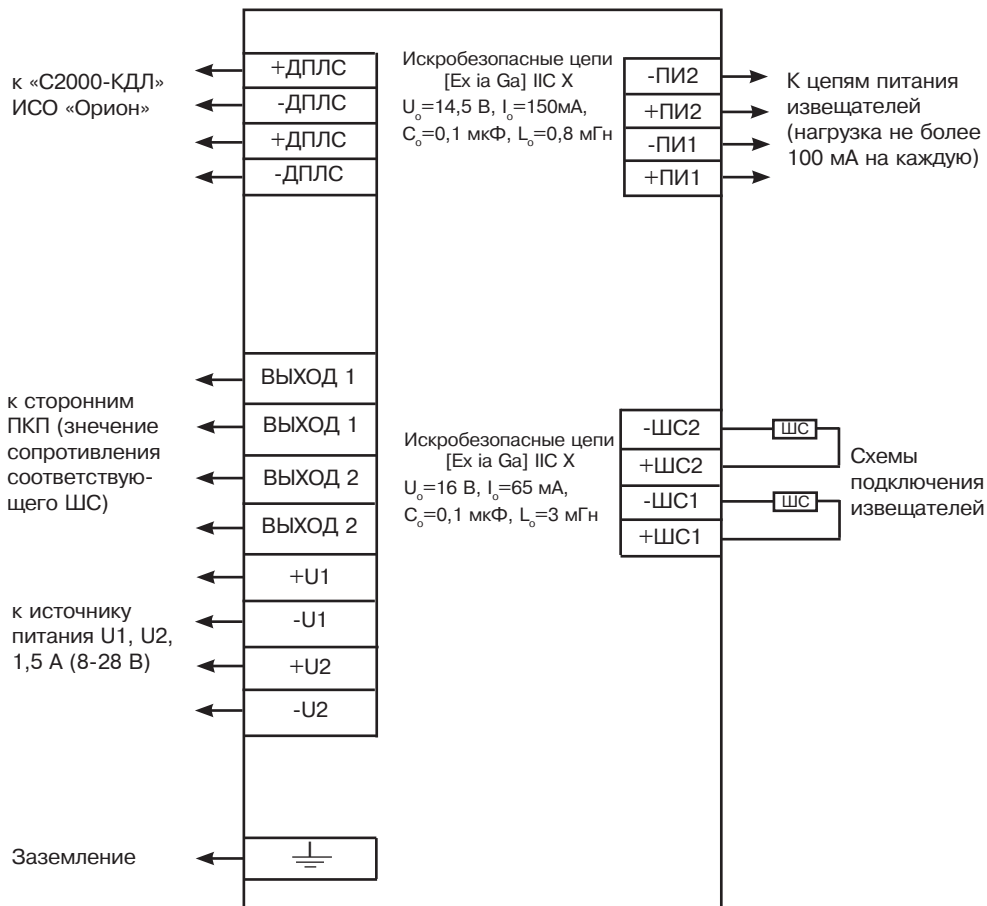 к «С2000-КДЛ»
ИСО «Орион»
+ДПЛС
-ДПЛС
+ДПЛС
-ДПЛС
Искробезопасные цепи
[Ex ia Ga] IIC X
Uo=14,5 В, Io=150мА,
Co=0,1 мкФ, Lo=0,8 мГн
-ПИ2
+ПИ2
-ПИ1
+ПИ1
К цепям питания
извещателей
(нагрузка не более
100 мА на каждую)
к сторонним
ПКП (знечение
сопротивления
соответствую-
щего ШС)
ВЫХОД 1
ВЫХОД 1
ВЫХОД 2
ВЫХОД 2
Искробезопасные цепи
[Ex ia Ga] IIC X
Uo=16 В, Io=65 мА,
Co=0,1 мкФ, Lo=3 мГн
-ШС2
+ШС2
-ШС1
+ШС1
ШС
ШС
Схемы
подключения
извещателей
к источнику
питания U1, U2,
1,5 А (8-28 В)
+U1
-U1
+U2
-U2
Заземление